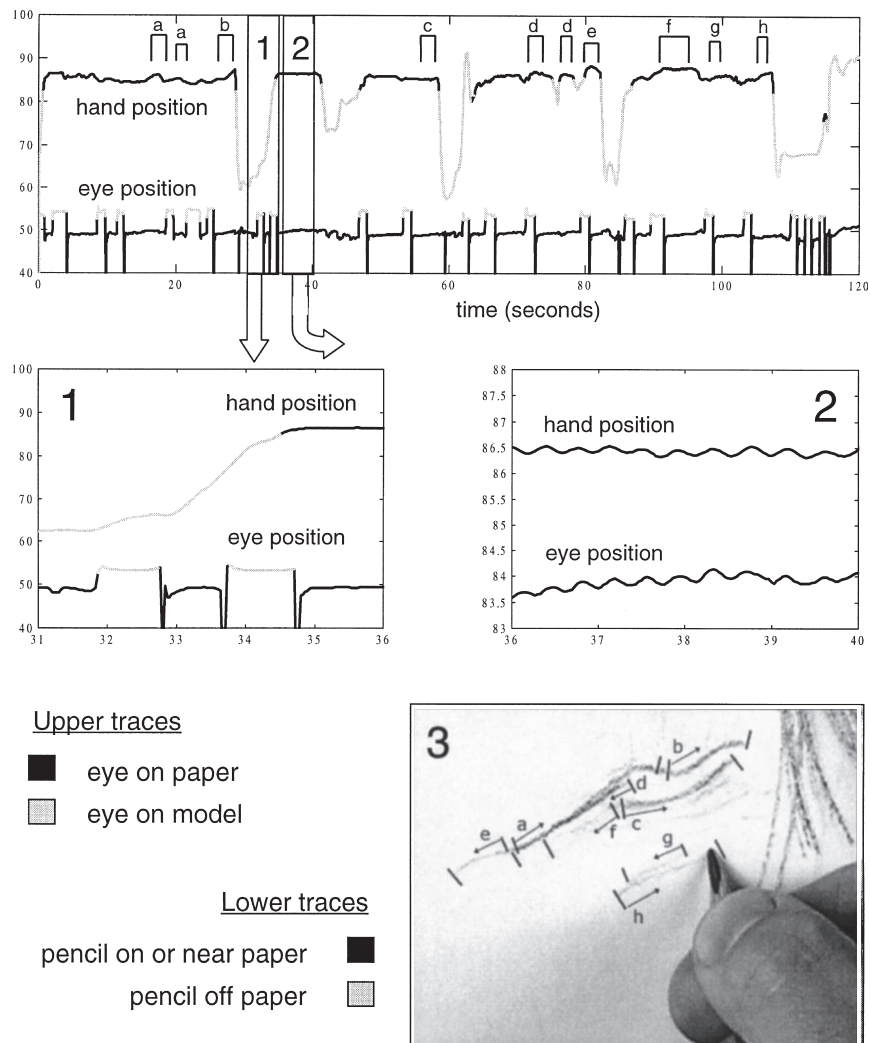 100
90
80
70
60
50
40
a a b 1 2 c d d e f g h
hand position
eye position
0 20 40 60 80 100 120
time (seconds)
100
90
80
70
60
50
40
1
hand position
eye position
31 32 33 34 35 36
88
87.5
87
86.5
86
85.5
85
84.5
84
83.5
83
2
hand position
eye position
36 37 38 39 40
Upper traces
eye on paper
eye on model
Lower traces
pencil on or near paper
pencil off paper
3
b
d
e a f c
g
h